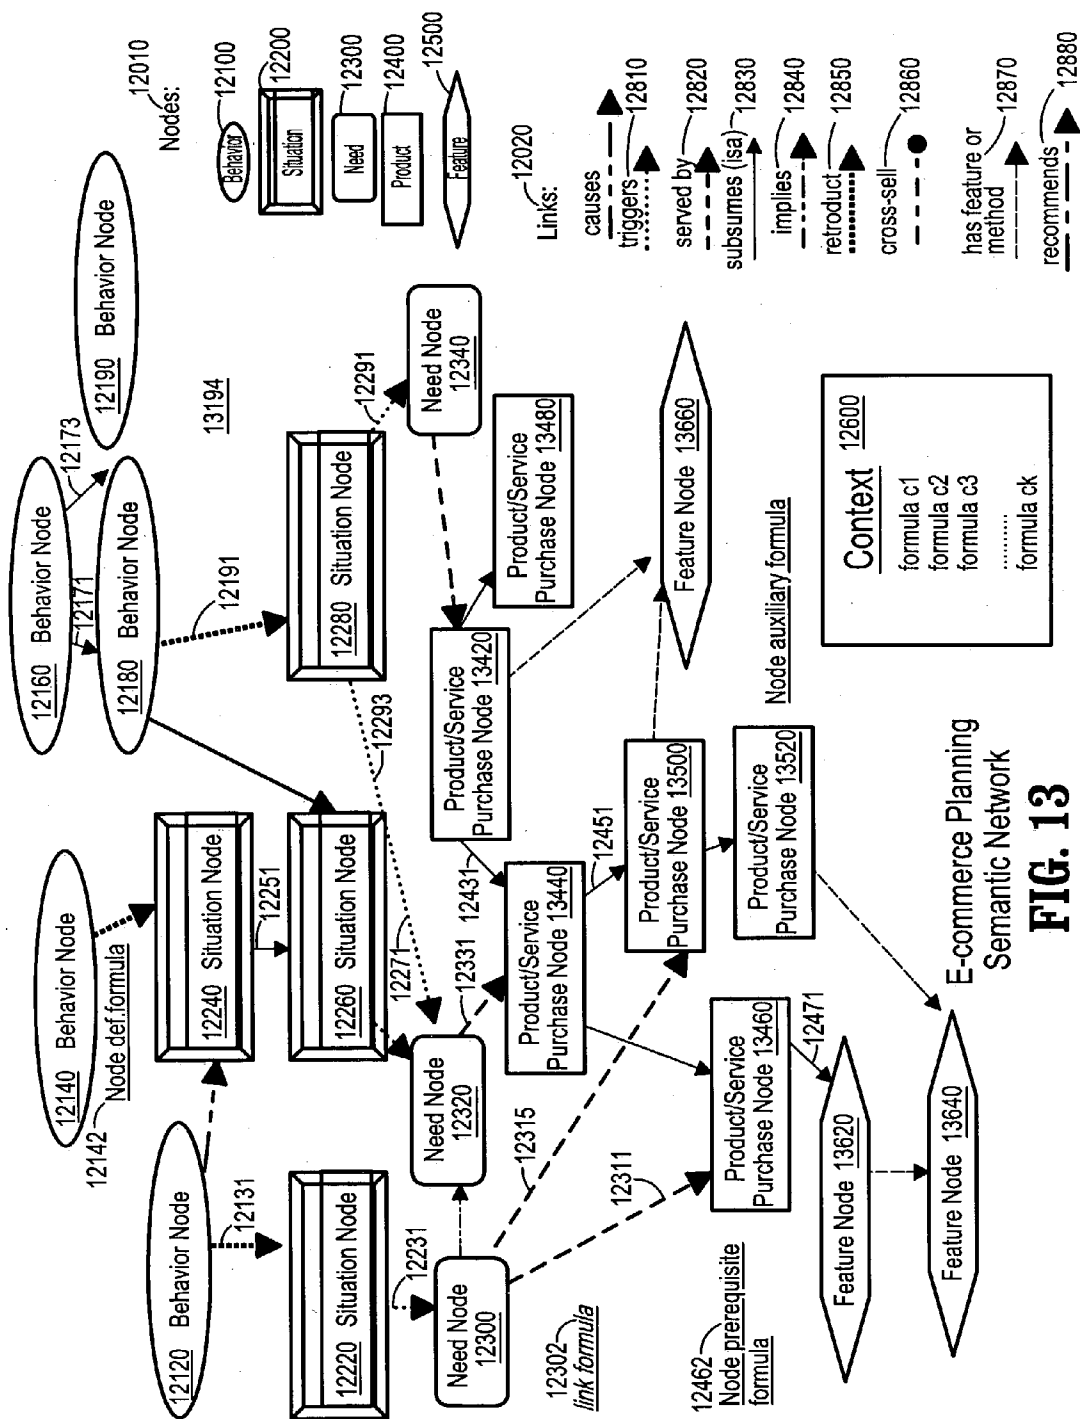 12010
Nodes:
12100
Behavior
12200
Situation
12300
Need
12400
Product
12500
Feature
12020
Links:
causes
triggers
12810
served by
12820
subsumes (isa)
12830
implies
12840
retroduct
12850
cross-sell
12860
has feature or
method
12870
recommends
12880
12120 Behavior Node
12140 Behavior Node
12142
Node def.formula
12160 Behavior Node
12171
12173
12180 Behavior Node
12190 Behavior Node
13194
12131
12191
12220 Situation Node
12240 Situation Node
12251
12260 Situation Node
12280 Situation Node
12231
12271
12291
12293
Need Node
12300
Need Node
12320
Need Node
12340
12302
link formula
12311
12315
12331
Product/Service
Purchase Node 13420
Product/Service
Purchase Node 13480
12431
Product/Service
Purchase Node 13440
12451
Product/Service
Purchase Node 13460
12462
Node prerequisite
formula
12471
Product/Service
Purchase Node 13500
Product/Service
Purchase Node 13520
Node auxiliary formula
Feature Node 13620
Feature Node 13640
Feature Node 13660
Context 12600
formula c1
formula c2
formula c3
.........
formula ck
E-commerce Planning
Semantic Network
FIG. 13